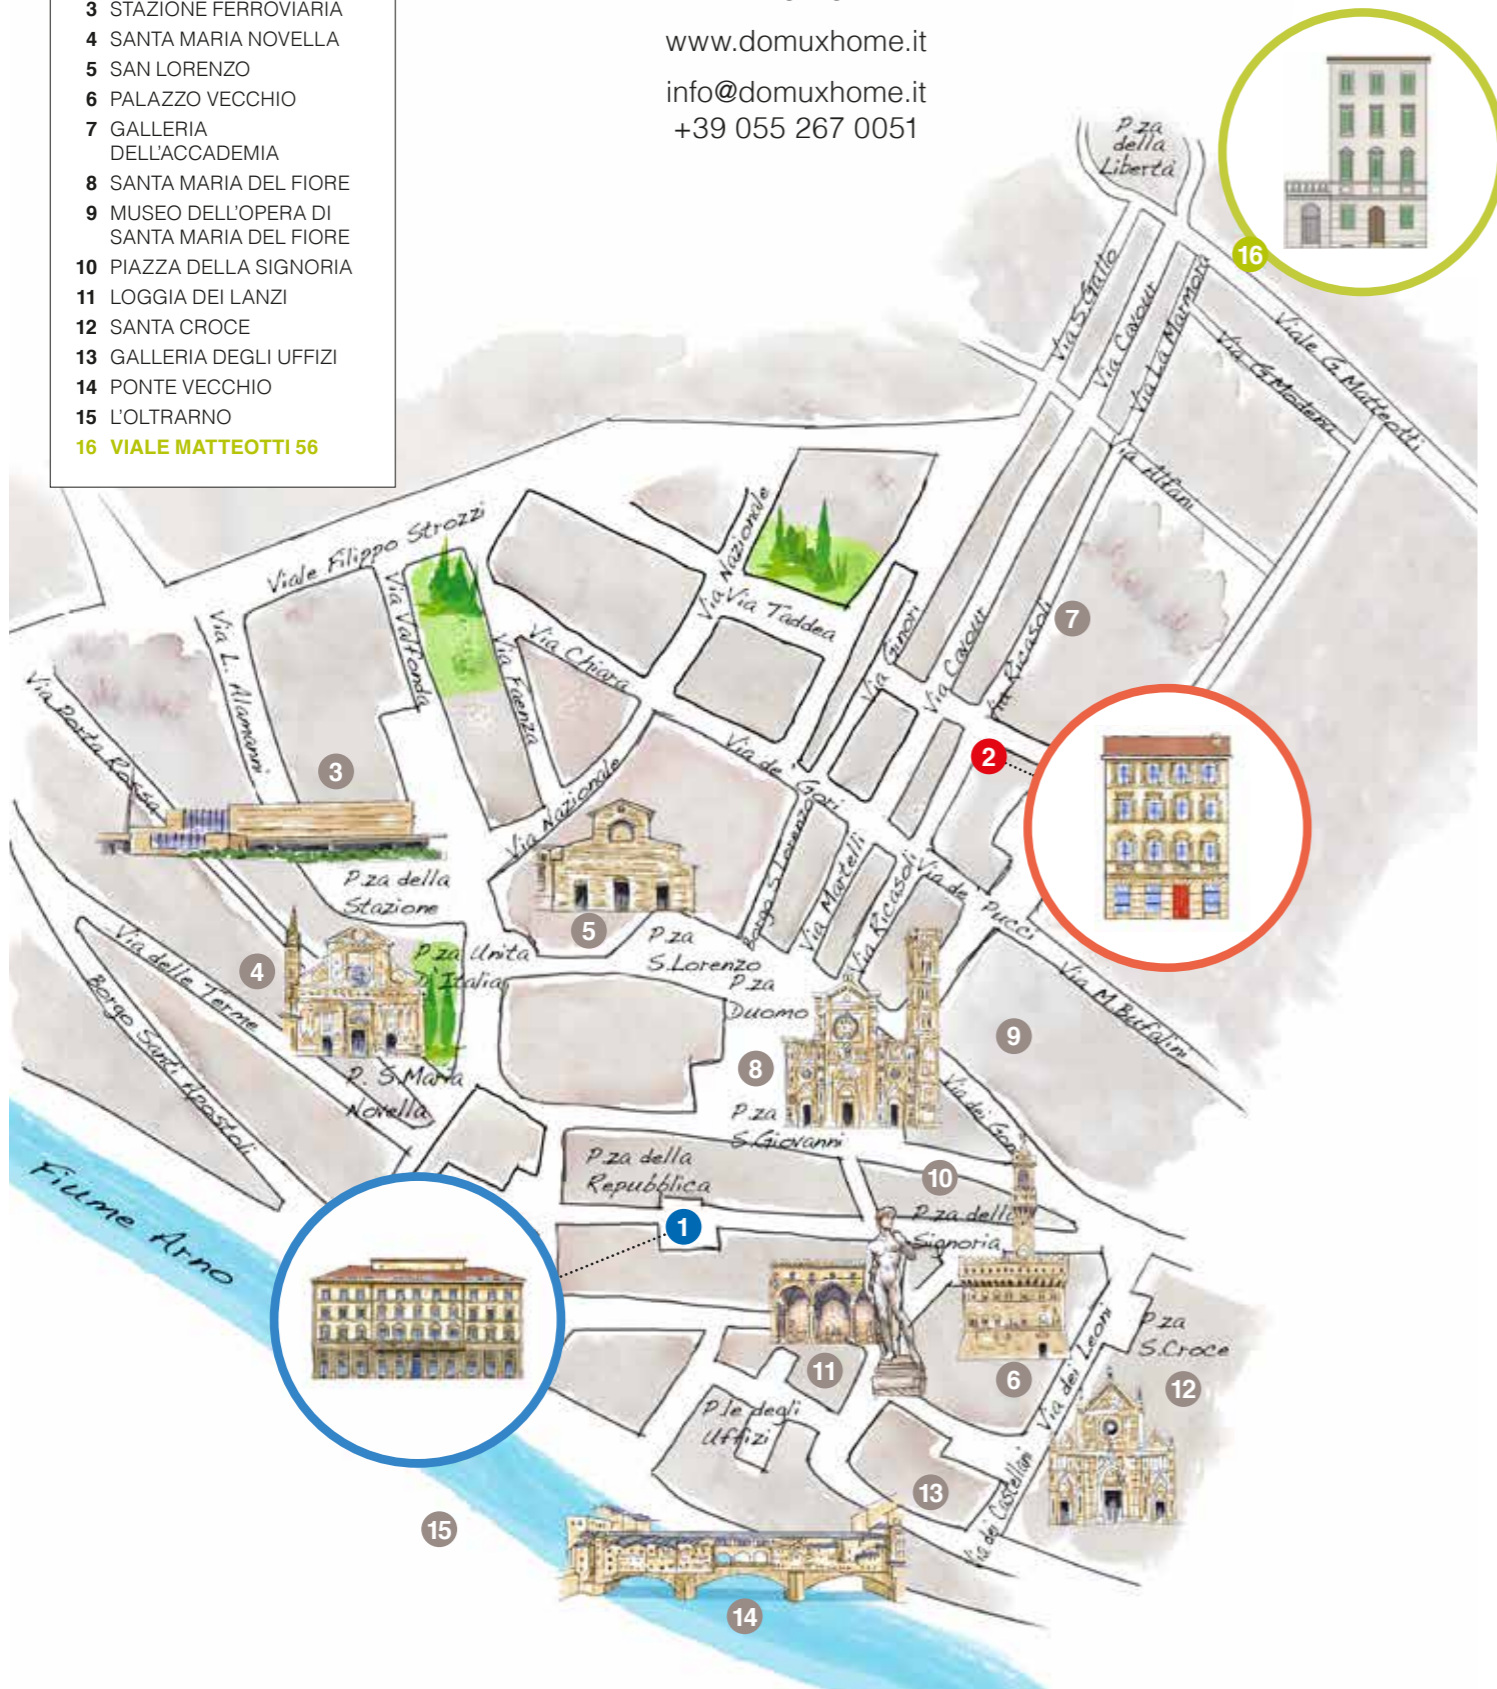 3 STAZIONE FERROVIARIA
4 SANTA MARIA NOVELLA
5 SAN LORENZO
6 PALAZZO VECCHIO
7 GALLERIA
DELL'ACCADEMIA
8 SANTA MARIA DEL FIORE
9 MUSEO DELL'OPERA DI
SANTA MARIA DEL FIORE
10 PIAZZA DELLA SIGNORIA
11 LOGGIA DEI LANZI
12 SANTA CROCE
13 GALLERIA DEGLI UFFIZI
14 PONTE VECCHIO
15 L'OLTRARNO
16 VIALE MATTEOTTI 56
www.domuxhome.it
info@domuxhome.it
+39 055 267 0051
P.za
della
Libertà
16
Via S. Gallo
Via Cavour
Via La Marmora
Viale G. Matteotti
Via G. Modena
Via Alfani
Viale Filippo Strozzi
Via Nazionale
Via Taddea
Via Valfonda
Via L. Alamanni
Via Faenza
Via Chiara
Via Ginori
Via Cavour
Via Ricasoli
7
Via Porta Rossa
3
Via Nazionale
Via de' Gori
2
Borgo S. Lorenzo
Via Martelli
Via Ricasoli
Via de' Pucci
Via M. Bufalini
P.za della
Stazione
5
P.za
S.Lorenzo
P.za Unita
D'Italia
4
Via delle Terme
Borgo Santi Apostoli
P.za
Duomo
9
8
P. S. Maria
Novella
P.za
S.Giovanni
Via dei Gondi
P.za della
Repubblica
10
P.za della
Signoria
1
Fiume Arno
P.za
S.Croce
12
Via dei Leoni
11
6
P.le degli
Uffizi
13
Via dei Castellani
15
14